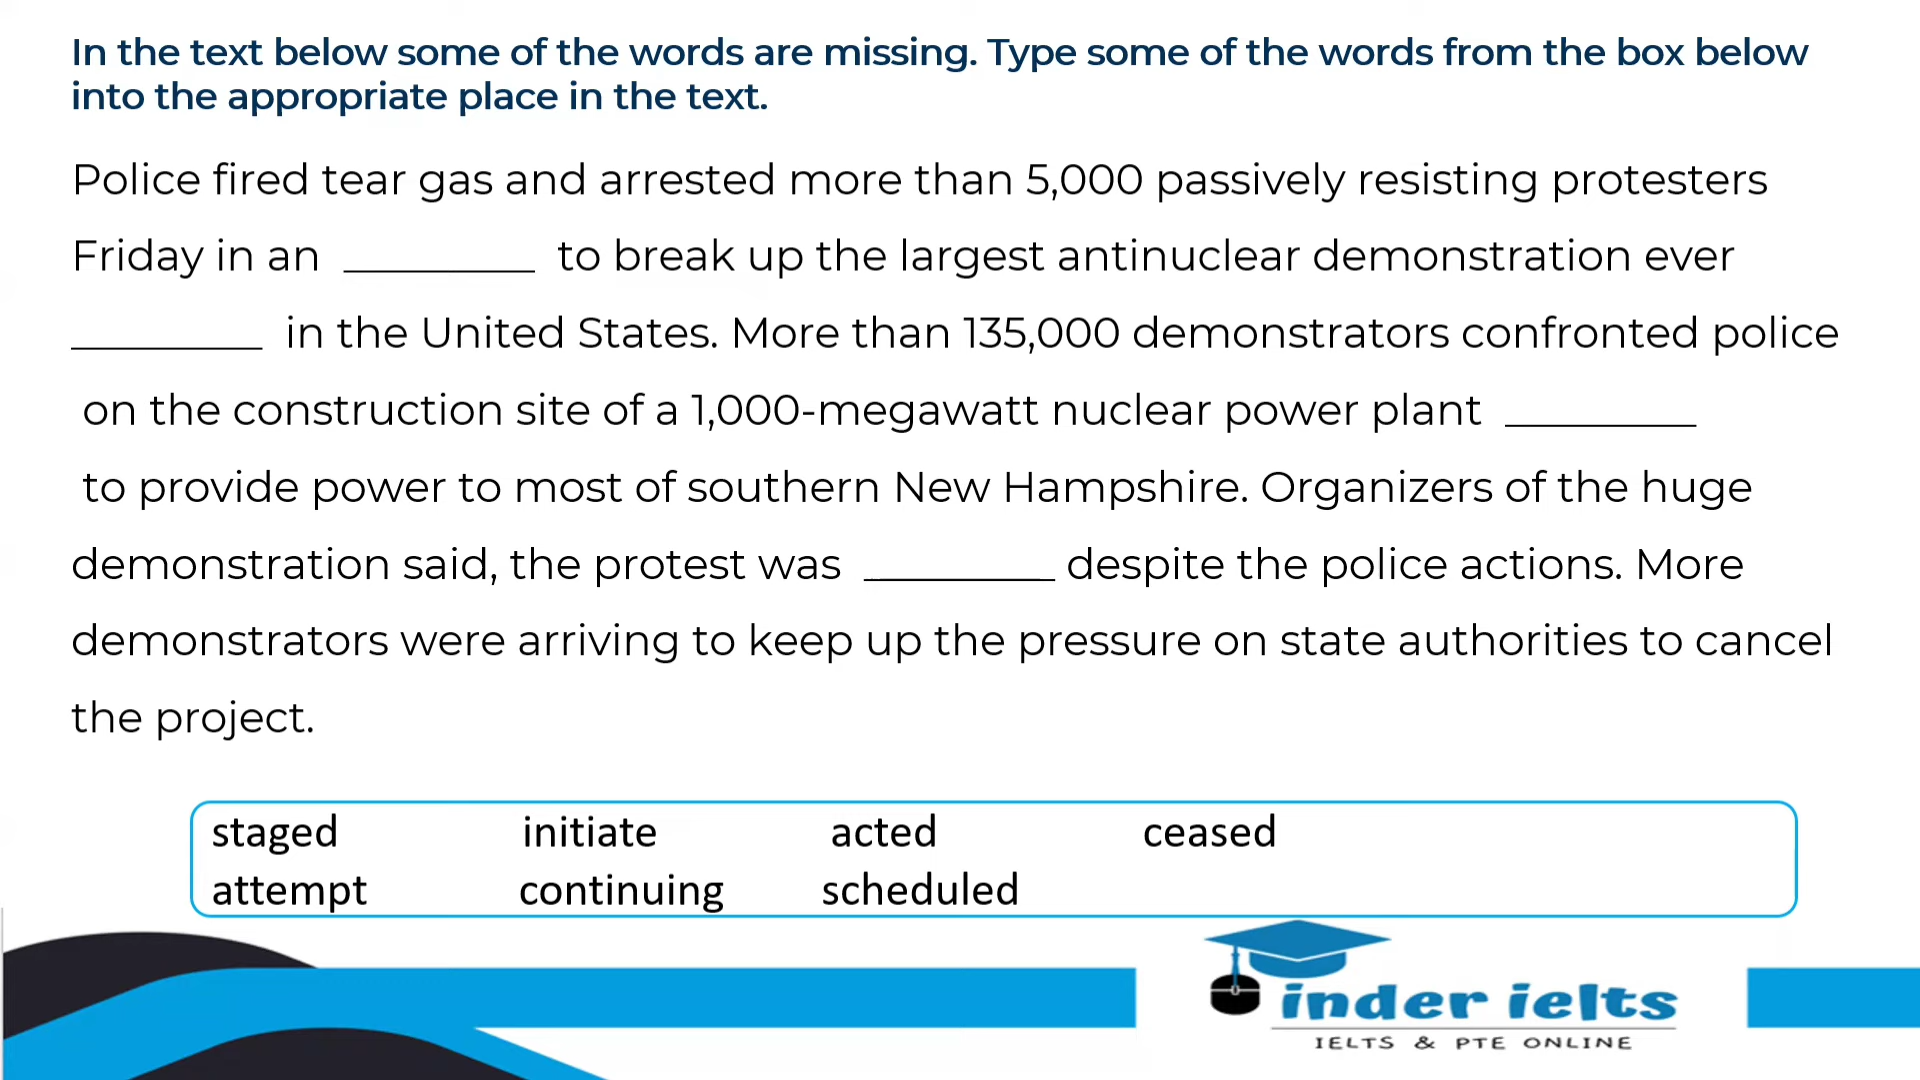 In the text below some of the words are missing. Type some of the words from the box below
into the appropriate place in the text.
Police fired tear gas and arrested more than 5,000 passively resisting protesters
Friday in an _________ to break up the largest antinuclear demonstration ever
_________ in the United States. More than 135,000 demonstrators confronted police
on the construction site of a 1,000-megawatt nuclear power plant _________
to provide power to most of southern New Hampshire. Organizers of the huge
demonstration said, the protest was _________ despite the police actions. More
demonstrators were arriving to keep up the pressure on state authorities to cancel
the project.
staged initiate acted ceased
attempt continuing scheduled
inder ielts
IELTS & PTE ONLINE